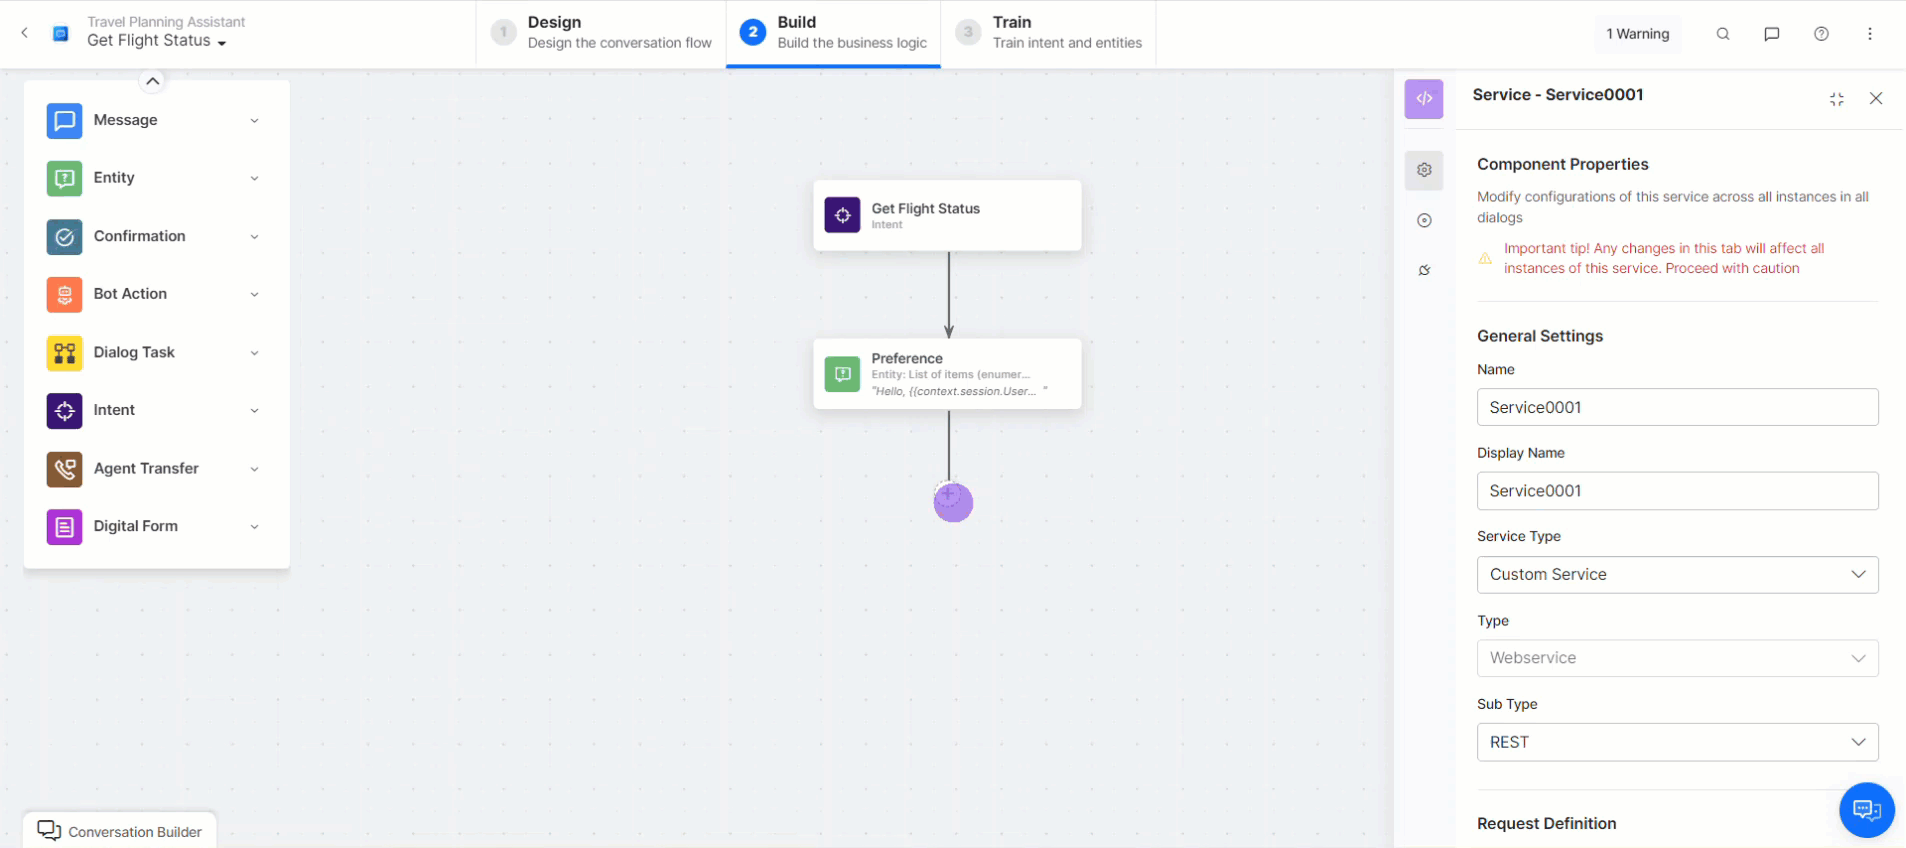 Travel Planning Assistant
Get Flight Status
1
Design
Design the conversation flow
2
Build
Build the business logic
3
Train
Train intent and entities
1 Warning
Message
Entity
Confirmation
Bot Action
Dialog Task
Intent
Agent Transfer
Digital Form
Get Flight Status
Intent
Preference
Entity: List of items (enumer...
"Hello, {{context.session.User... "
Conversation Builder
Service - Service0001
Component Properties
Modify configurations of this service across all instances in all
dialogs
Important tip! Any changes in this tab will affect all
instances of this service. Proceed with caution
General Settings
Name
Service0001
Display Name
Service0001
Service Type
Custom Service
Type
Webservice
Sub Type
REST
Request Definition